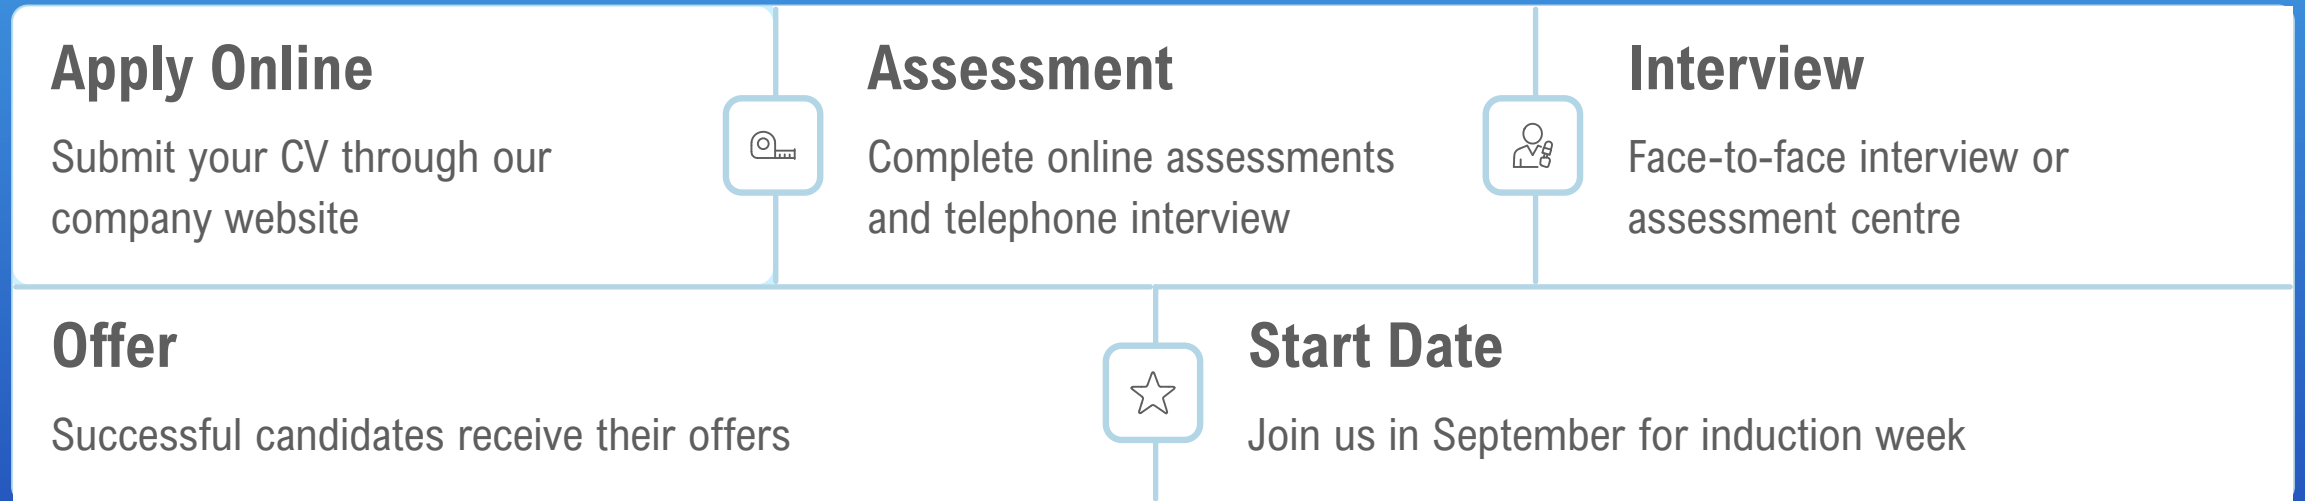 Apply Online
Submit your CV through our
company website
Assessment
Complete online assessments
and telephone interview
Interview
Face-to-face interview or
assessment centre
Offer
Successful candidates receive their offers
Start Date
Join us in September for induction week